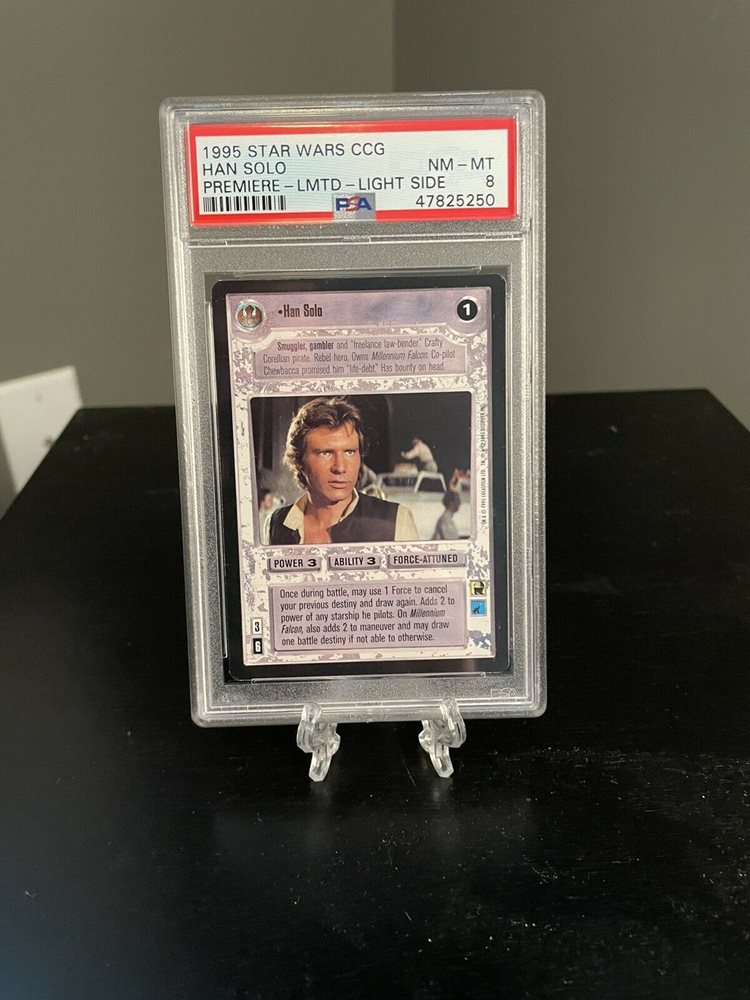 1995 STAR WARS CCG
HAN SOLO NM - MT
PREMIERE - LMTD - LIGHT SIDE 8
PSA 47825250
•Han Solo 1
Smuggler, gambler and "freelance law-bender." Crafty
Corellian pirate. Rebel hero. Owns Millennium Falcon. Co-pilot
Chewbacca promised him "life-debt." Has bounty on head.
POWER 3 ABILITY 3 FORCE-ATTUNED
Once during battle, may use 1 Force to cancel
your previous destiny and draw again. Adds 2 to
power of any starship he pilots. On Millennium
Falcon, also adds 2 to maneuver and may draw
one battle destiny if not able to otherwise.
3
6
PSA